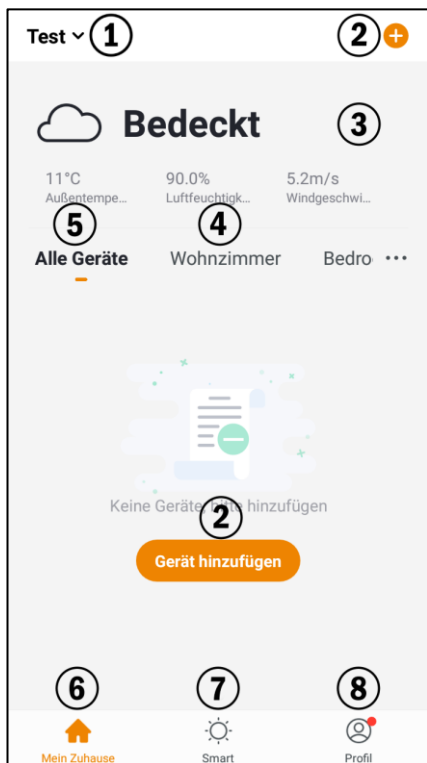 Test 1 2
Bedeckt 3
11°C 90.0% 5.2m/s
Außentempe... Luftfeuchtigk... Windgeschwi...
5 4
Alle Geräte Wohnzimmer Bedro ...
Keine Geräte, bitte hinzufügen
2
Gerät hinzufügen
6 7 8
Mein Zuhause Smart Profil